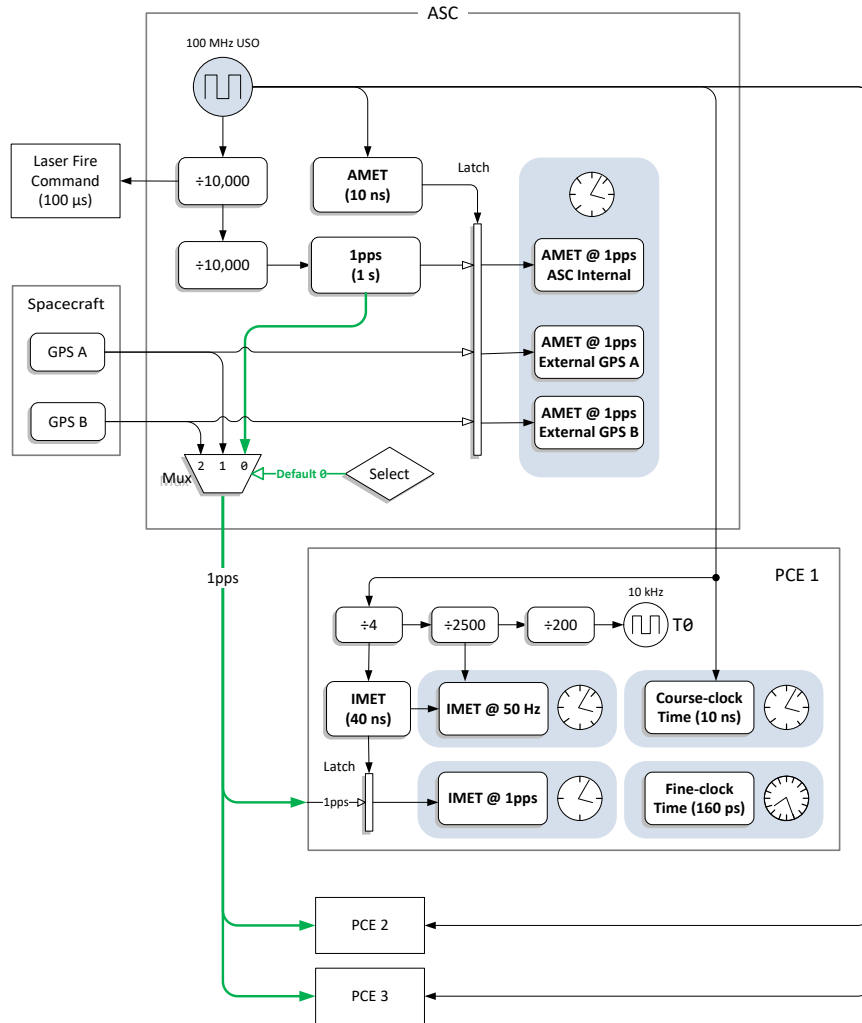 ASC
100 MHz USO
Laser Fire
Command
(100 µs)
÷10,000
AMET
(10 ns)
Latch
÷10,000
1pps
(1 s)
AMET @ 1pps
ASC Internal
Spacecraft
GPS A
AMET @ 1pps
External GPS A
GPS B
AMET @ 1pps
External GPS B
Mux
2 1 0
Default 0
Select
1pps
PCE 1
10 kHz
÷4
÷2500
÷200
T0
IMET
(40 ns)
IMET @ 50 Hz
Course-clock
Time (10 ns)
Latch
1pps
IMET @ 1pps
Fine-clock
Time (160 ps)
PCE 2
PCE 3